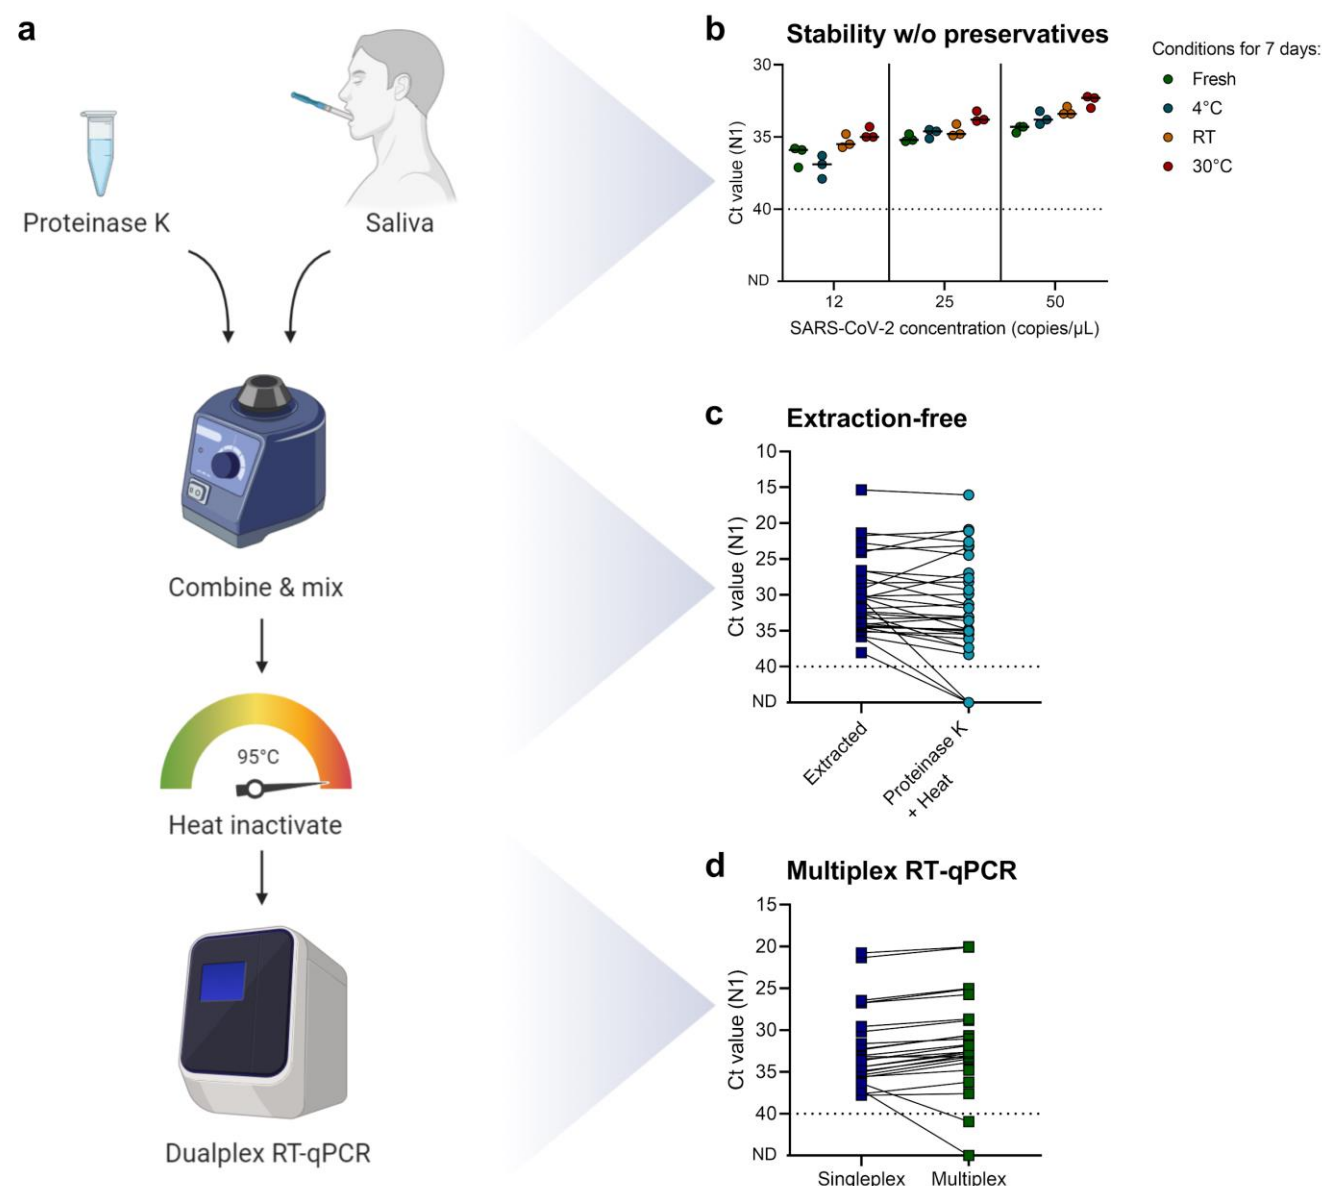 a
Proteinase K
Saliva
Combine & mix
95°C
Heat inactivate
Dualplex RT-qPCR
b
Stability w/o preservatives
Conditions for 7 days:
Fresh
4°C
RT
30°C
Ct value (N1)
30
35
40
ND
12 25 50
SARS-CoV-2 concentration (copies/µL)
c
Extraction-free
Ct value (N1)
10
15
20
25
30
35
40
ND
Extracted
Proteinase K
+ Heat
d
Multiplex RT-qPCR
Ct value (N1)
15
20
25
30
35
40
ND
Singleplex Multiplex